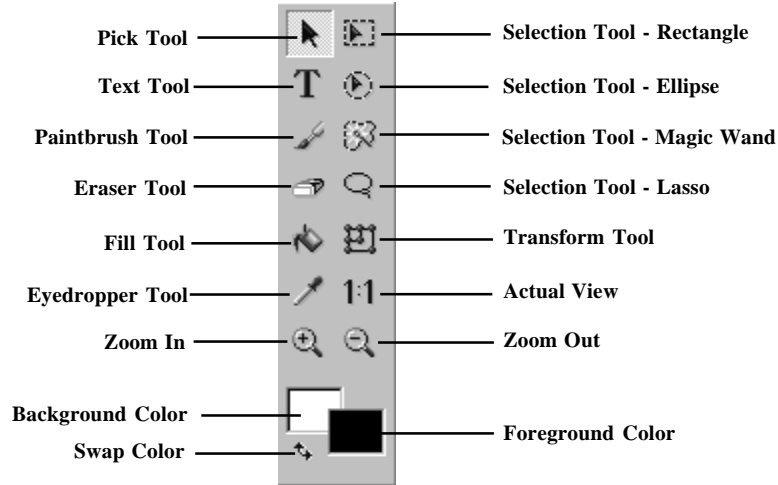 Pick Tool
Selection Tool - Rectangle
Text Tool
T
Selection Tool - Ellipse
Paintbrush Tool
Selection Tool - Magic Wand
Eraser Tool
Selection Tool - Lasso
Fill Tool
Transform Tool
Eyedropper Tool
1:1
Actual View
Zoom In
Zoom Out
Background Color
Foreground Color
Swap Color